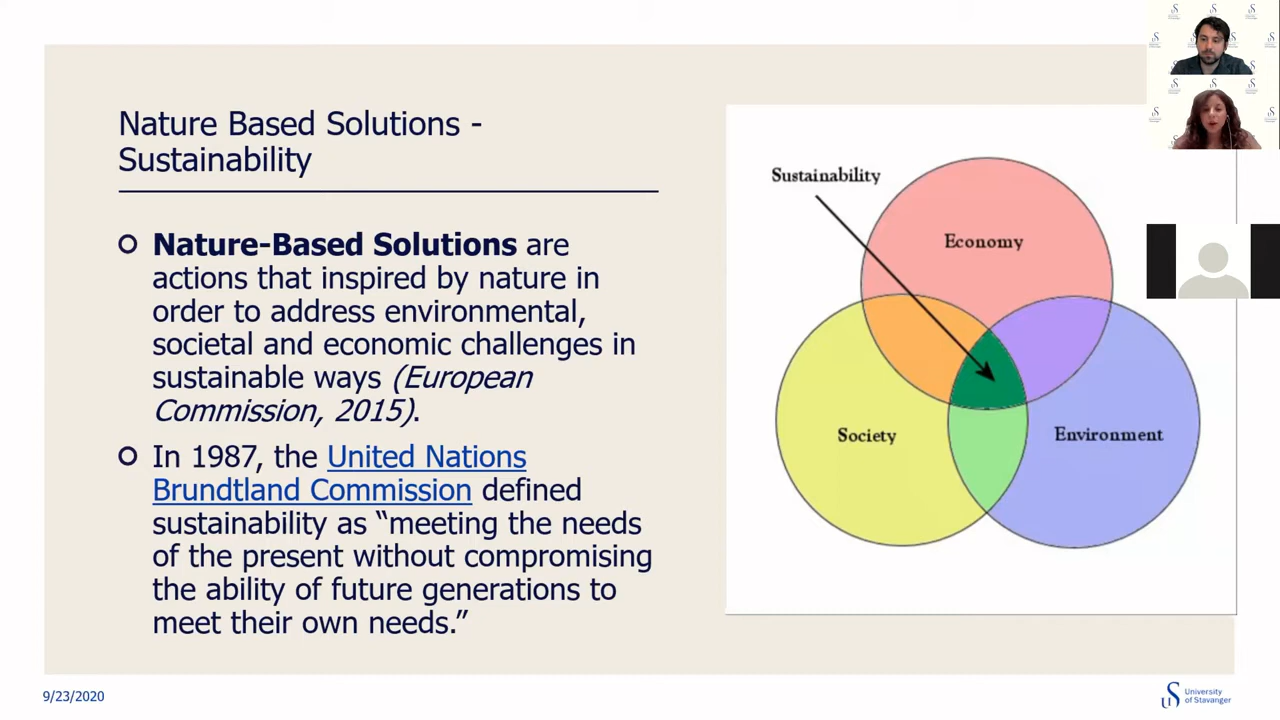 Nature Based Solutions -
Sustainability
Nature-Based Solutions are
actions that inspired by nature in
order to address environmental,
societal and economic challenges in
sustainable ways (European
Commission, 2015).
In 1987, the United Nations
Brundtland Commission defined
sustainability as “meeting the needs
of the present without compromising
the ability of future generations to
meet their own needs.”
Sustainability
Economy
Society
Environment
9/23/2020
University
of Stavanger